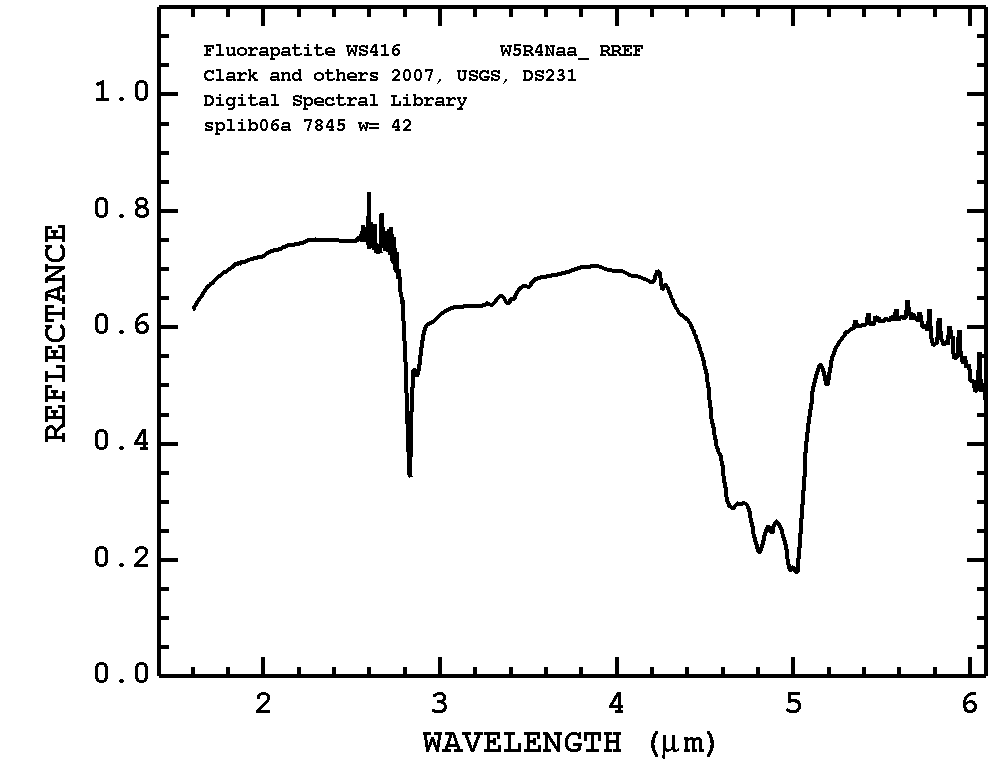 Fluorapatite WS416 W5R4Naa_ RREF
Clark and others 2007, USGS, DS231
Digital Spectral Library
splib06a 7845 w= 42
1.0
0.8
0.6
0.4
0.2
0.0
REFLECTANCE
2 3 4 5 6
WAVELENGTH (μm)